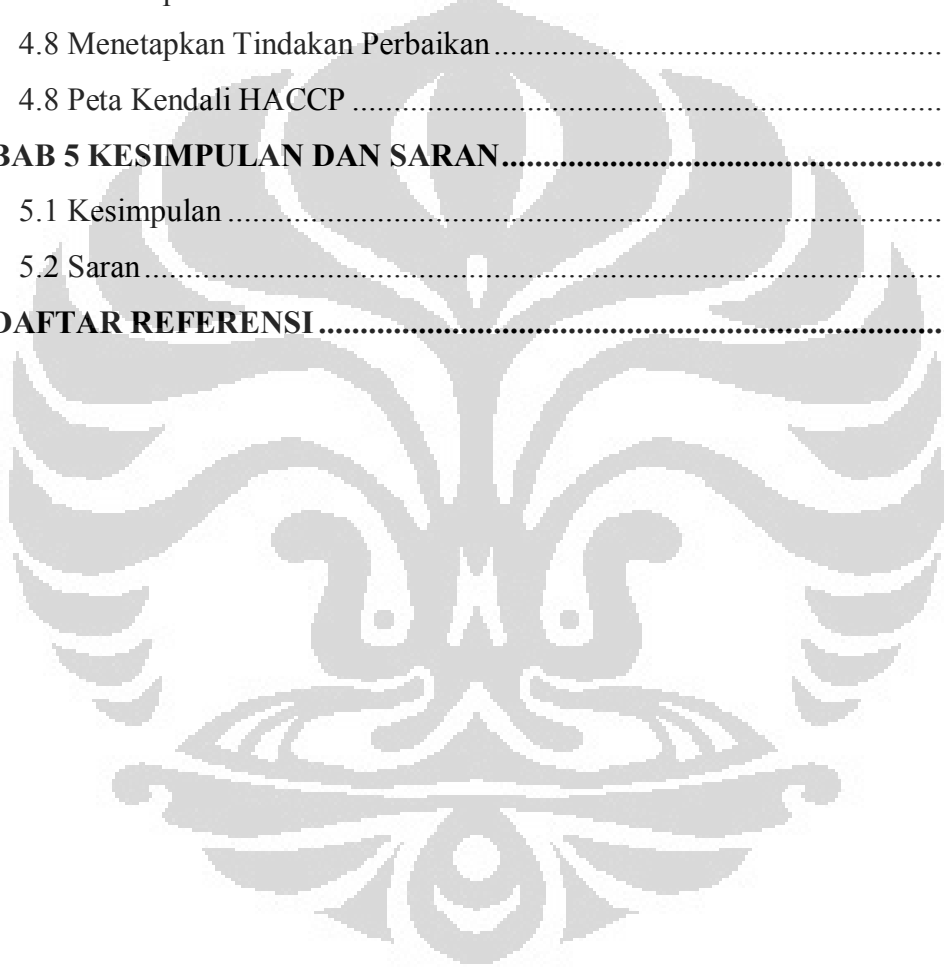 4.8 Menetapkan Tindakan Perbaikan ......................................................
4.8 Peta Kendali HACCP ......................................................................
BAB 5 KESIMPULAN DAN SARAN.....................................................
5.1 Kesimpulan .....................................................................................
5.2 Saran ...............................................................................................
DAFTAR REFERENSI ...........................................................................